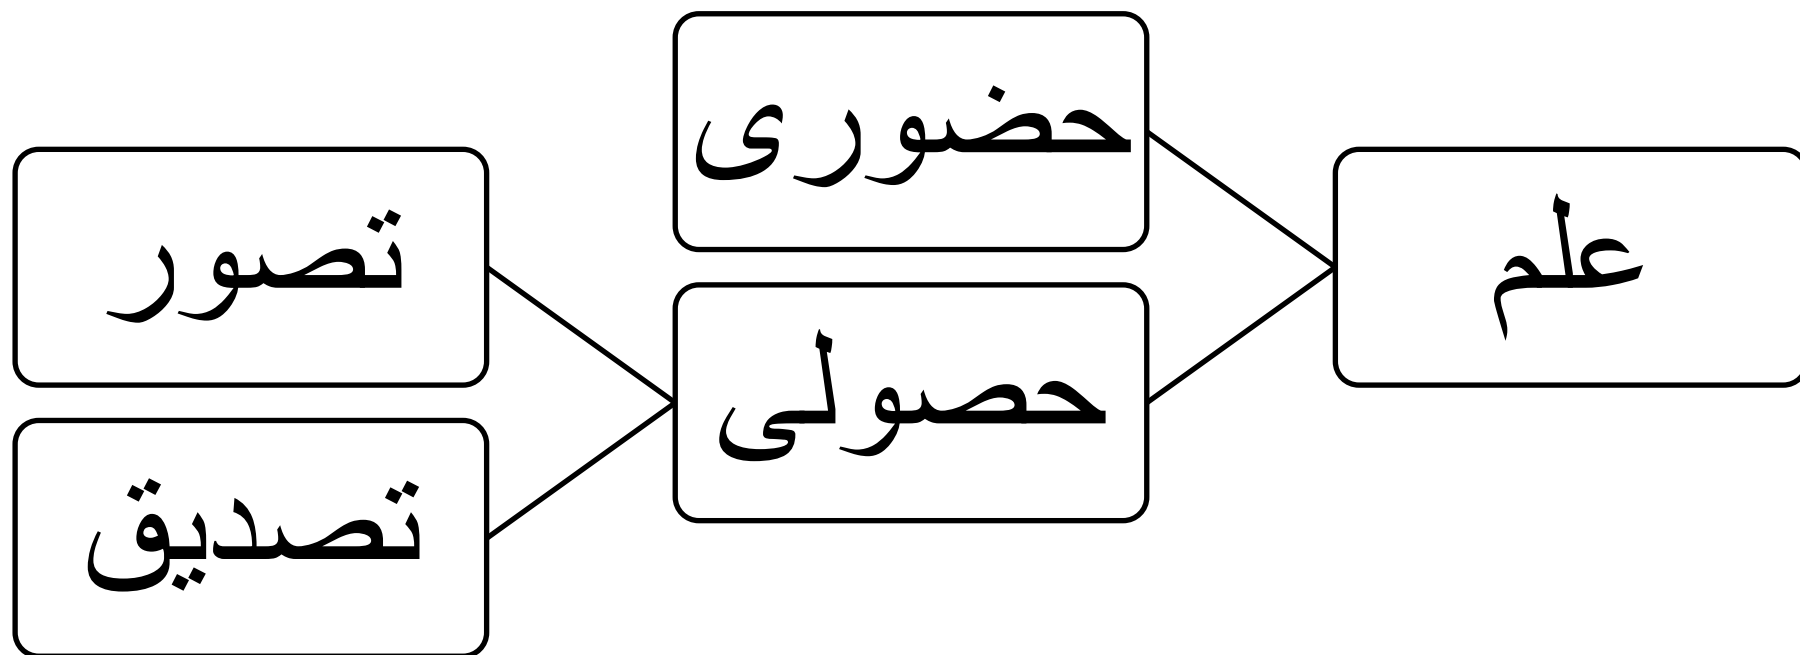 علم
حضوری
حصولی
تصور
تصدیق